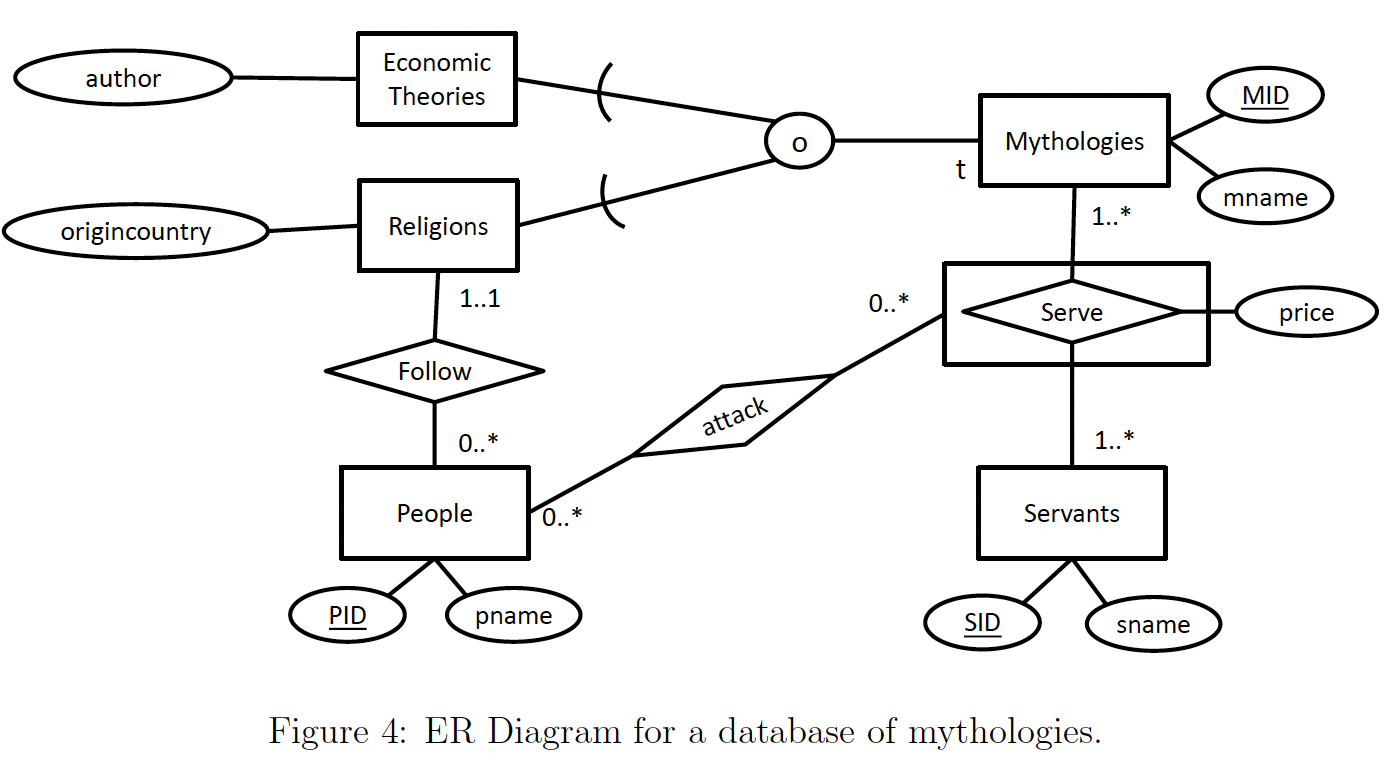 author
Economic
Theories
o
t
Mythologies
MID
mname
origincountry
Religions
1..1
1..*
0..*
Serve
price
Follow
attack
0..*
1..*
People
0..*
Servants
PID
pname
SID
sname
Figure 4: ER Diagram for a database of mythologies.